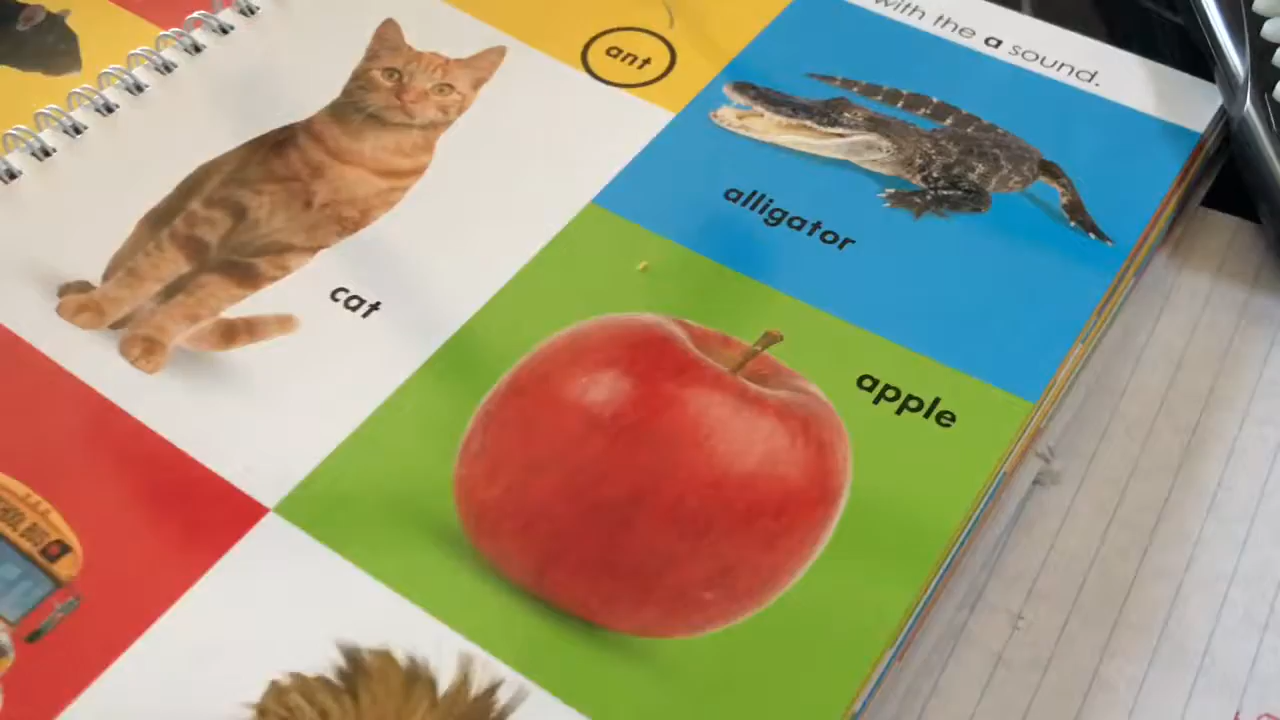 with the a sound.
ant
alligator
cat
apple